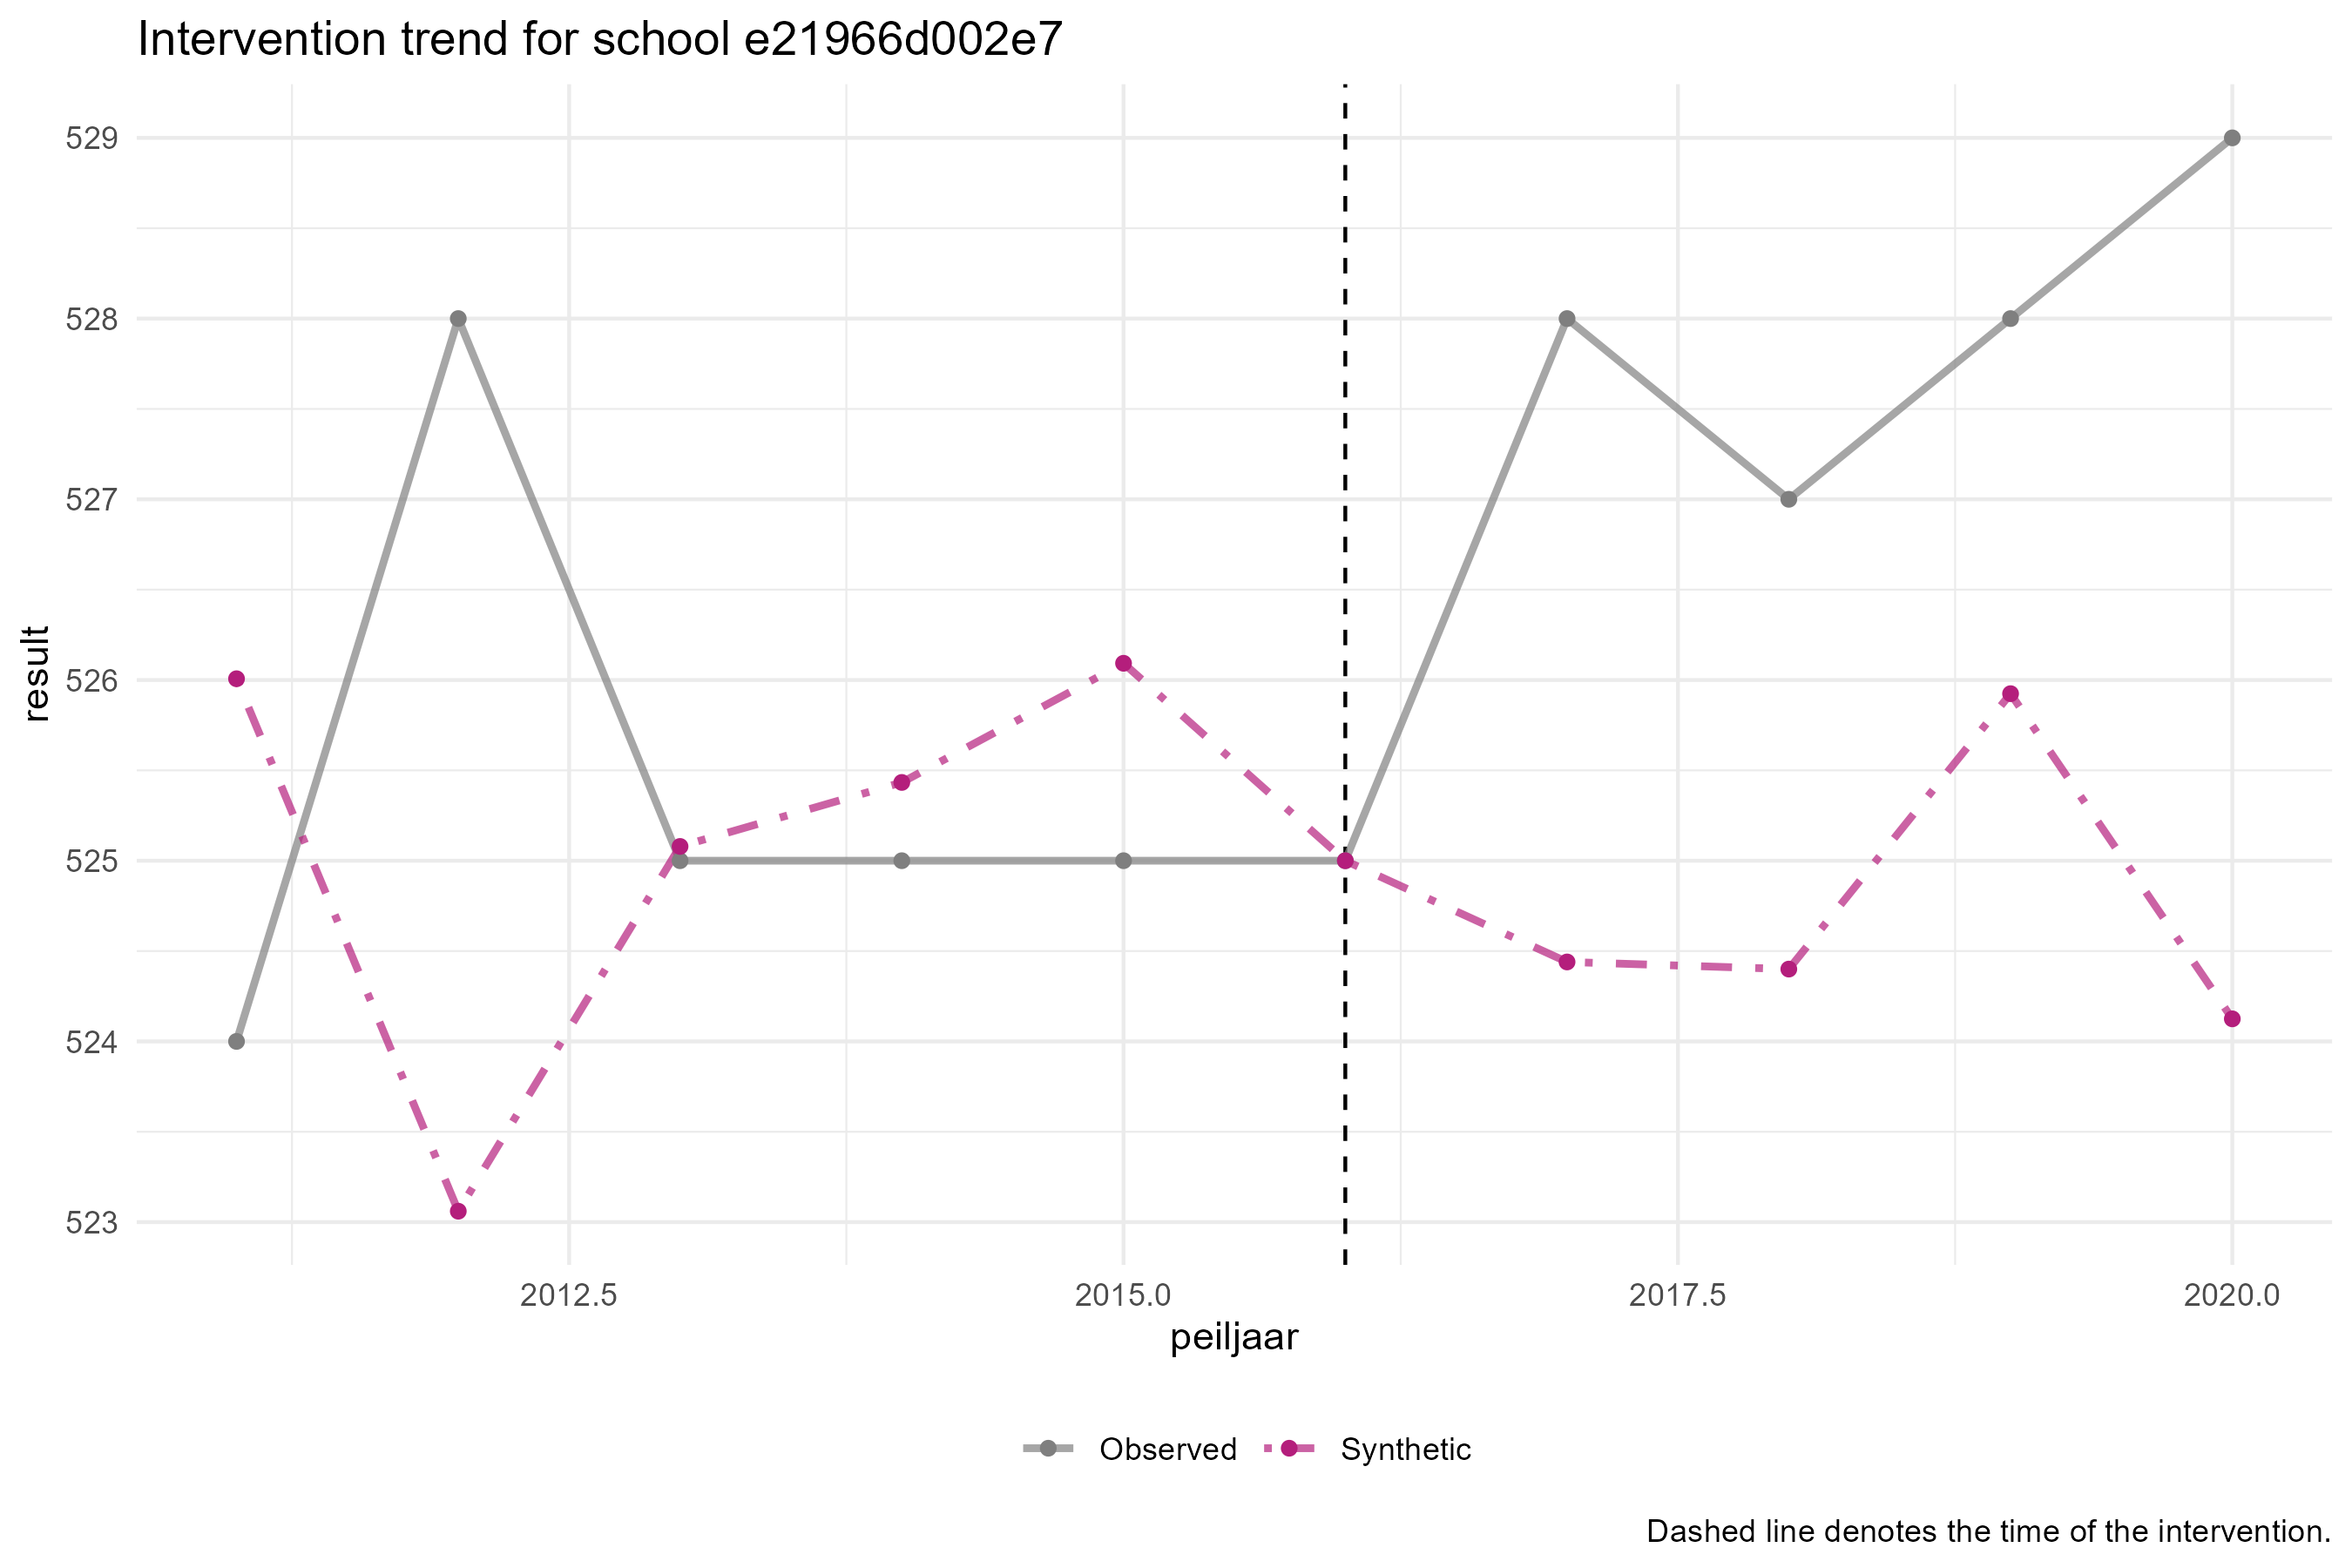 Intervention trend for school e21966d002e7
529
528
527
526
525
524
523
result
2012.5
2015.0
2017.5
2020.0
peiljaar
Observed
Synthetic
Dashed line denotes the time of the intervention.